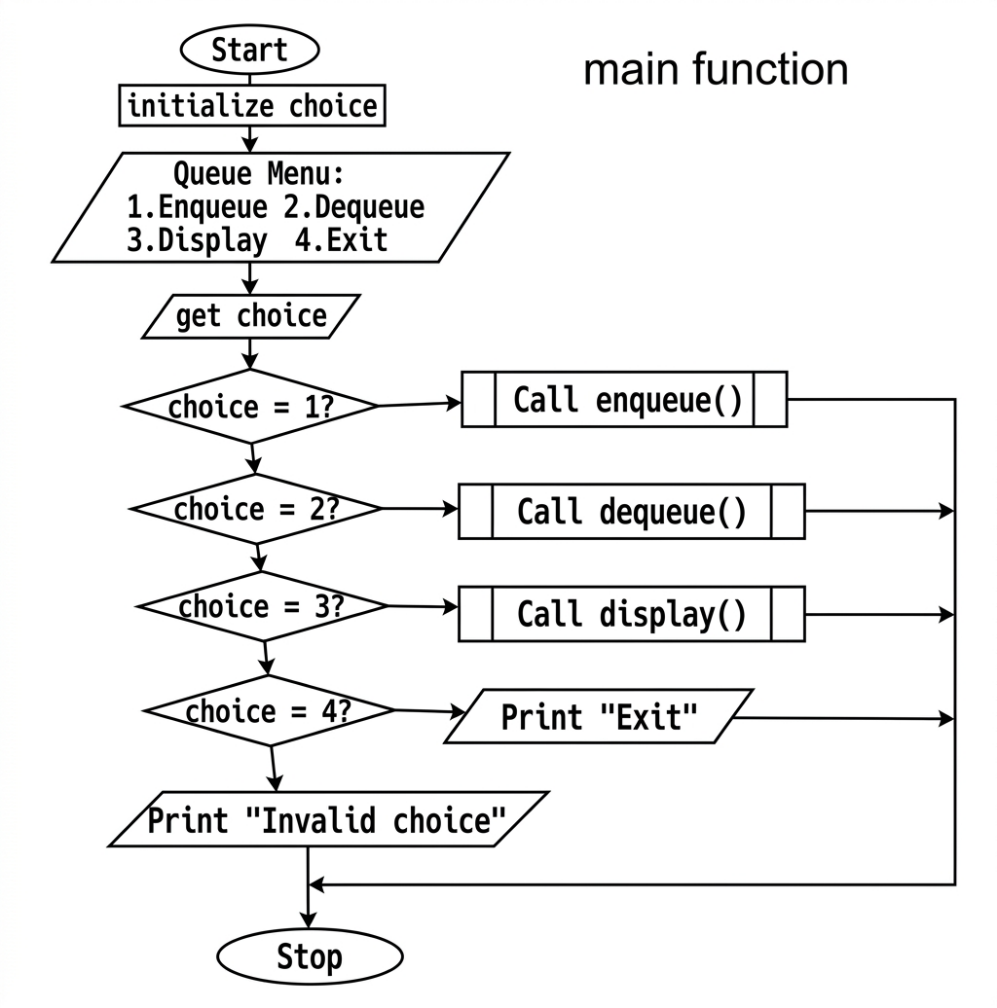 Start
main function
initialize choice
Queue Menu:
1.Enqueue 2.Dequeue
3.Display 4.Exit
get choice
choice = 1?
Call enqueue()
choice = 2?
Call dequeue()
choice = 3?
Call display()
choice = 4?
Print "Exit"
Print "Invalid choice"
Stop